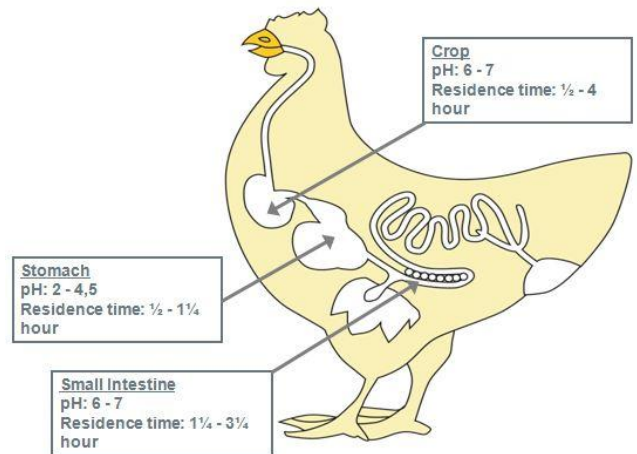 Crop
pH: 6 - 7
Residence time: ½ - 4
hour
Stomach
pH: 2 - 4,5
Residence time: ½ - 1¼
hour
Small Intestine
pH: 6 - 7
Residence time: 1¼ - 3¼
hour